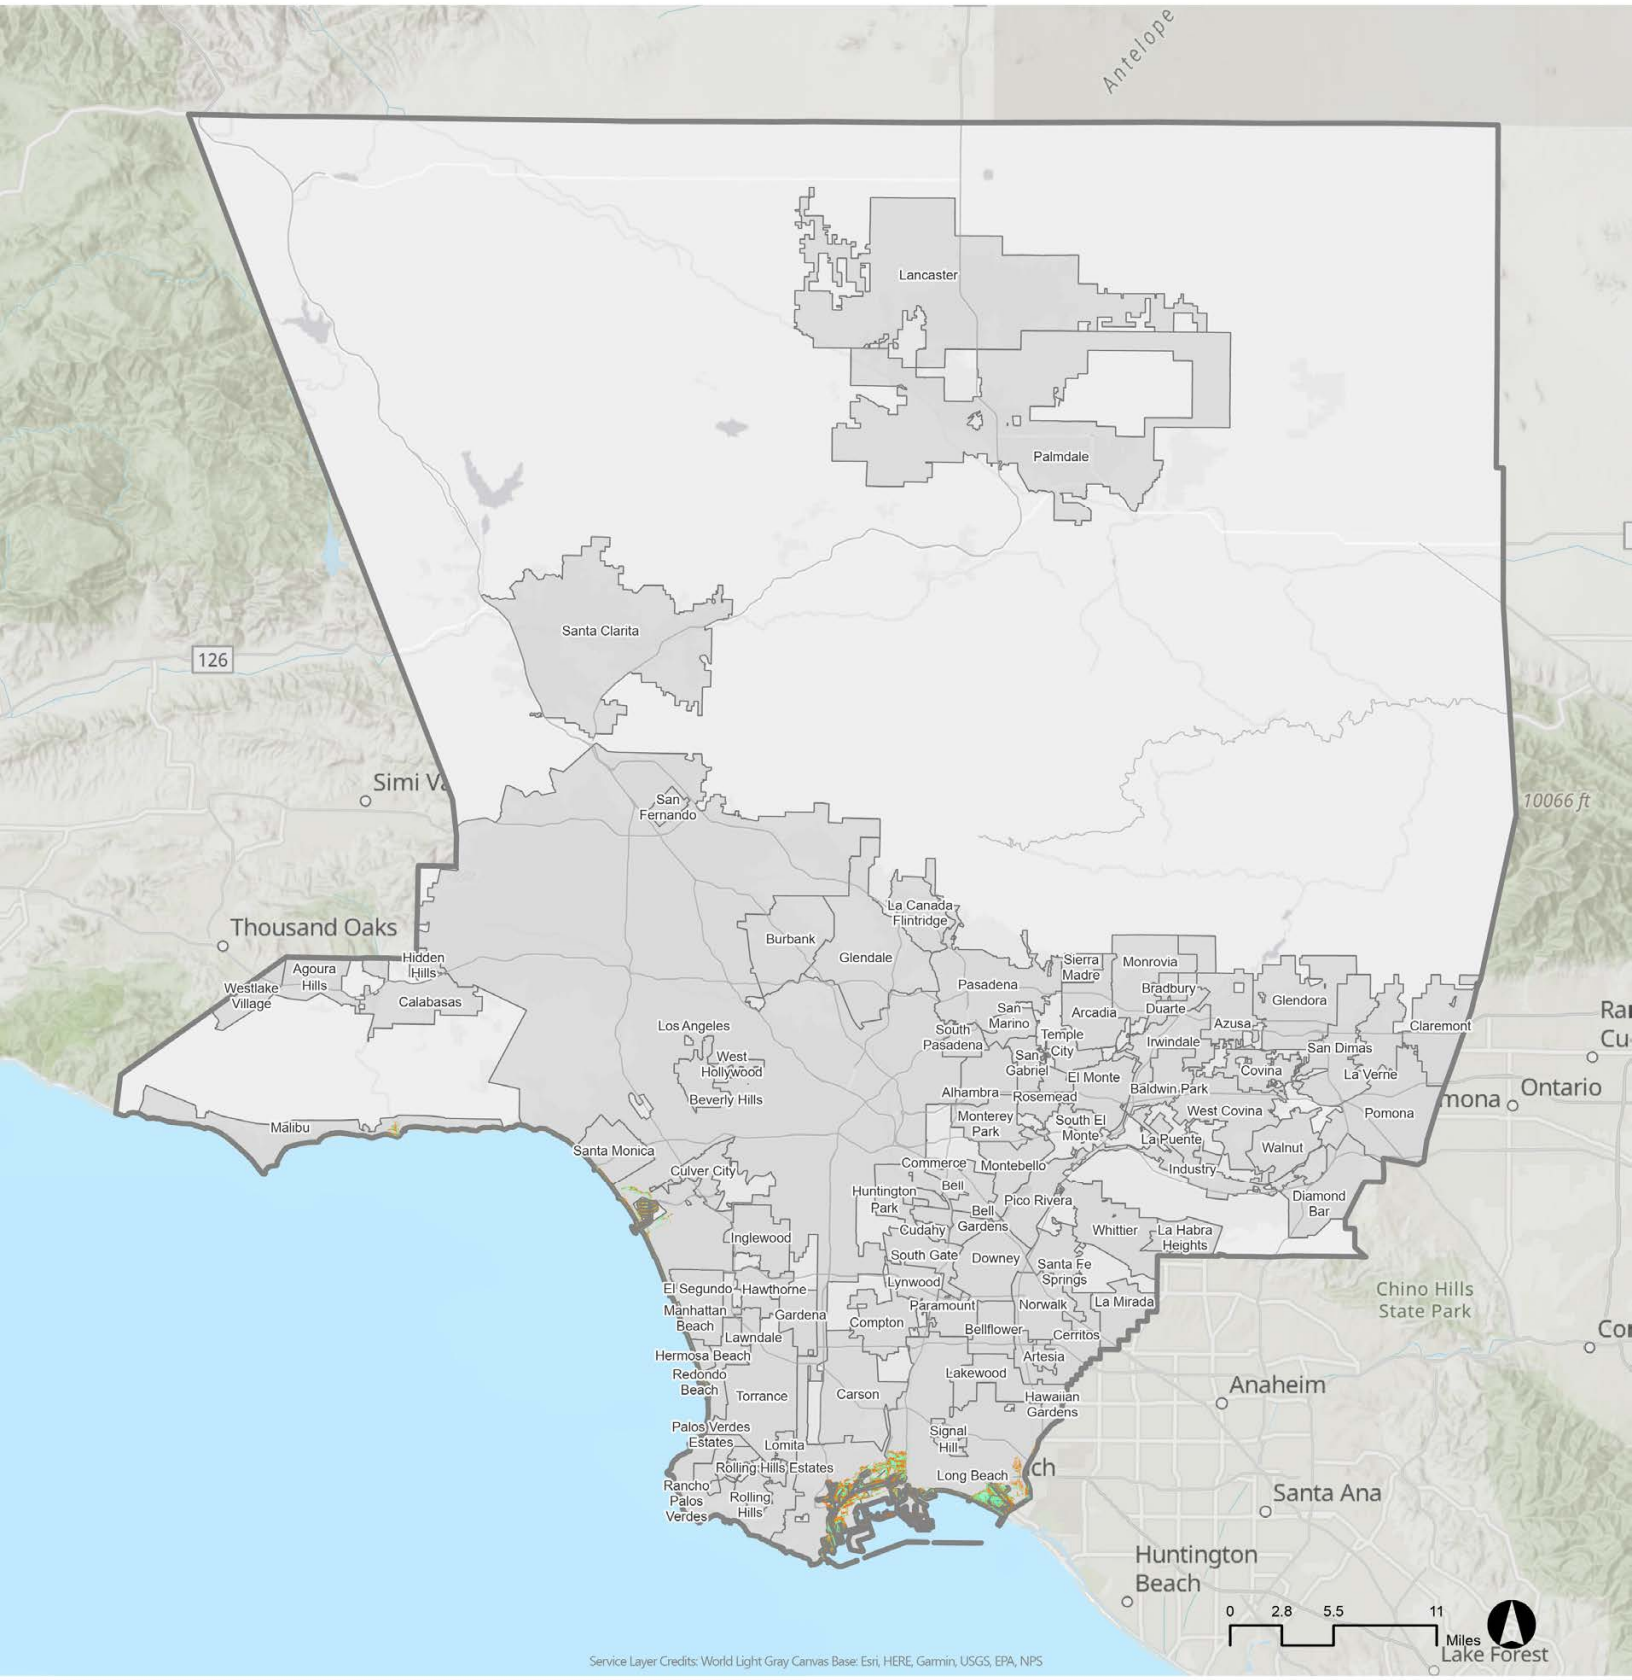 Antelope
Lancaster
Palmdale
Santa Clarita
126
Simi Va
San
Fernando
10066 ft
Thousand Oaks
La Canada
Flintridge
Burbank
Glendale
Hidden
Hills
Agoura
Hills
Westlake
Village
Calabasas
Sierra
Madre
Monrovia
Pasadena
Bradbury
Glendora
San
Marino
Arcadia
Duarte
Azusa
Claremont
Ra
Cu
Los Angeles
South
Pasadena
Temple
City
Irwindale
San Dimas
West
Hollywood
San
Gabriel
El Monte
Covina
La Verne
Beverly Hills
Alhambra
Rosemead
Baldwin Park
mona
Ontario
Malibu
Monterey
Park
South El
Monte
West Covina
Pomona
La Puente
Walnut
Santa Monica
Culver City
Commerce
Montebello
Industry
Huntington
Park
Bell
Pico Rivera
Diamond
Bar
Bell
Gardens
Cudahy
Whittier
La Habra
Heights
Inglewood
South Gate
Downey
Santa Fe
Springs
El Segundo
Hawthorne
Lynwood
Chino Hills
State Park
Manhattan
Beach
Gardena
Paramount
Norwalk
La Mirada
Lawndale
Compton
Bellflower
Cerritos
Cor
Hermosa Beach
Artesia
Redondo
Beach
Torrance
Carson
Lakewood
Hawaiian
Gardens
Anaheim
Palos Verdes
Estates
Lomita
Signal
Hill
Rolling Hills Estates
Long Beach
ch
Rancho
Palos
Verdes
Rolling
Hills
Santa Ana
Huntington
Beach
0 2.8 5.5 11
Miles
Lake Forest
Service Layer Credits: World Light Gray Canvas Base: Esri, HERE, Garmin, USGS, EPA, NPS